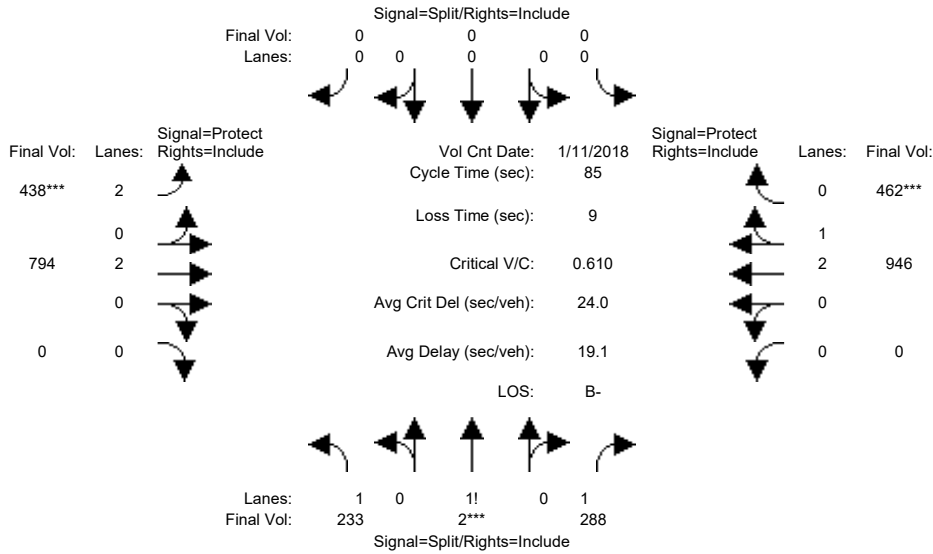 Signal=Split/Rights=Include
Final Vol: 0 0 0
Lanes: 0 0 0 0 0
Signal=Protect Signal=Protect
Final Vol: Lanes: Rights=Include Vol Cnt Date: 1/11/2018 Rights=Include Lanes: Final Vol:
Cycle Time (sec): 85
438*** 2 0 462***
Loss Time (sec): 9
0 1
794 2 Critical V/C: 0.610 2 946
0 Avg Crit Del (sec/veh): 24.0 0
0 0 Avg Delay (sec/veh): 19.1 0 0
LOS: B-
Lanes: 1 0 1! 0 1
Final Vol: 233 2*** 288
Signal=Split/Rights=Include